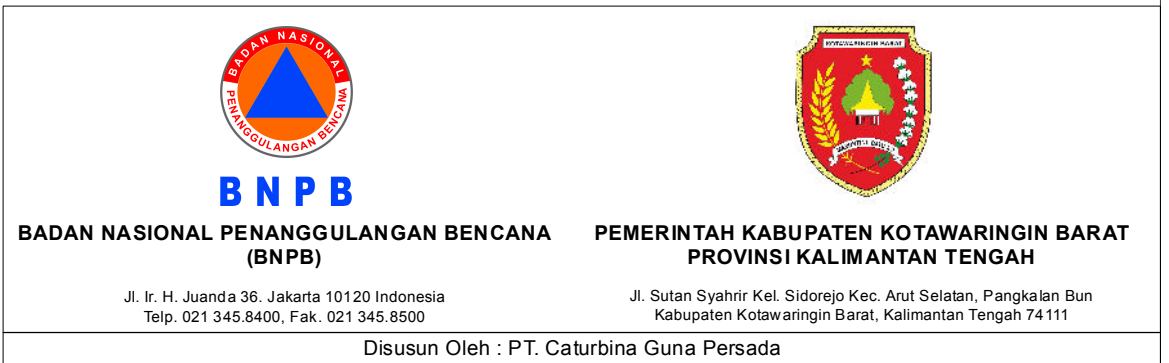 BADAN NASIONAL
PENANGGULANGAN BENCANA
BNPB
BADAN NASIONAL PENANGGULANGAN BENCANA
(BNPB)
Jl. Ir. H. Juanda 36. Jakarta 10120 Indonesia
Telp. 021 345.8400, Fak. 021 345.8500
KOTAWARINGIN BARAT
PEMERINTAH KABUPATEN KOTAWARINGIN BARAT
PROVINSI KALIMANTAN TENGAH
Jl. Sutan Syahrir Kel. Sidorejo Kec. Arut Selatan, Pangkalan Bun
Kabupaten Kotawaringin Barat, Kalimantan Tengah 74111
Disusun Oleh : PT. Caturbina Guna Persada